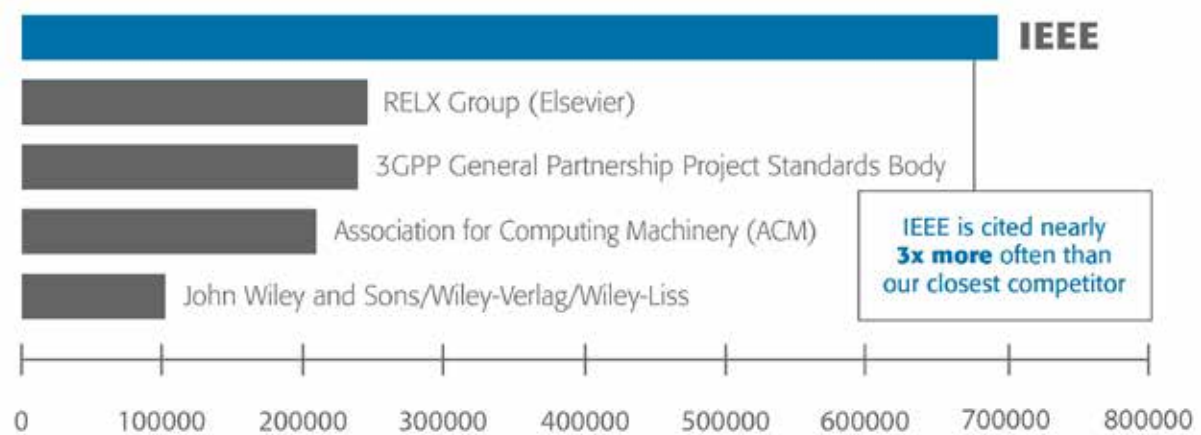 IEEE
RELX Group (Elsevier)
3GPP General Partnership Project Standards Body
Association for Computing Machinery (ACM)
IEEE is cited nearly
3x more often than
our closest competitor
John Wiley and Sons/Wiley-Verlag/Wiley-Liss
0 100000 200000 300000 400000 500000 600000 700000 800000